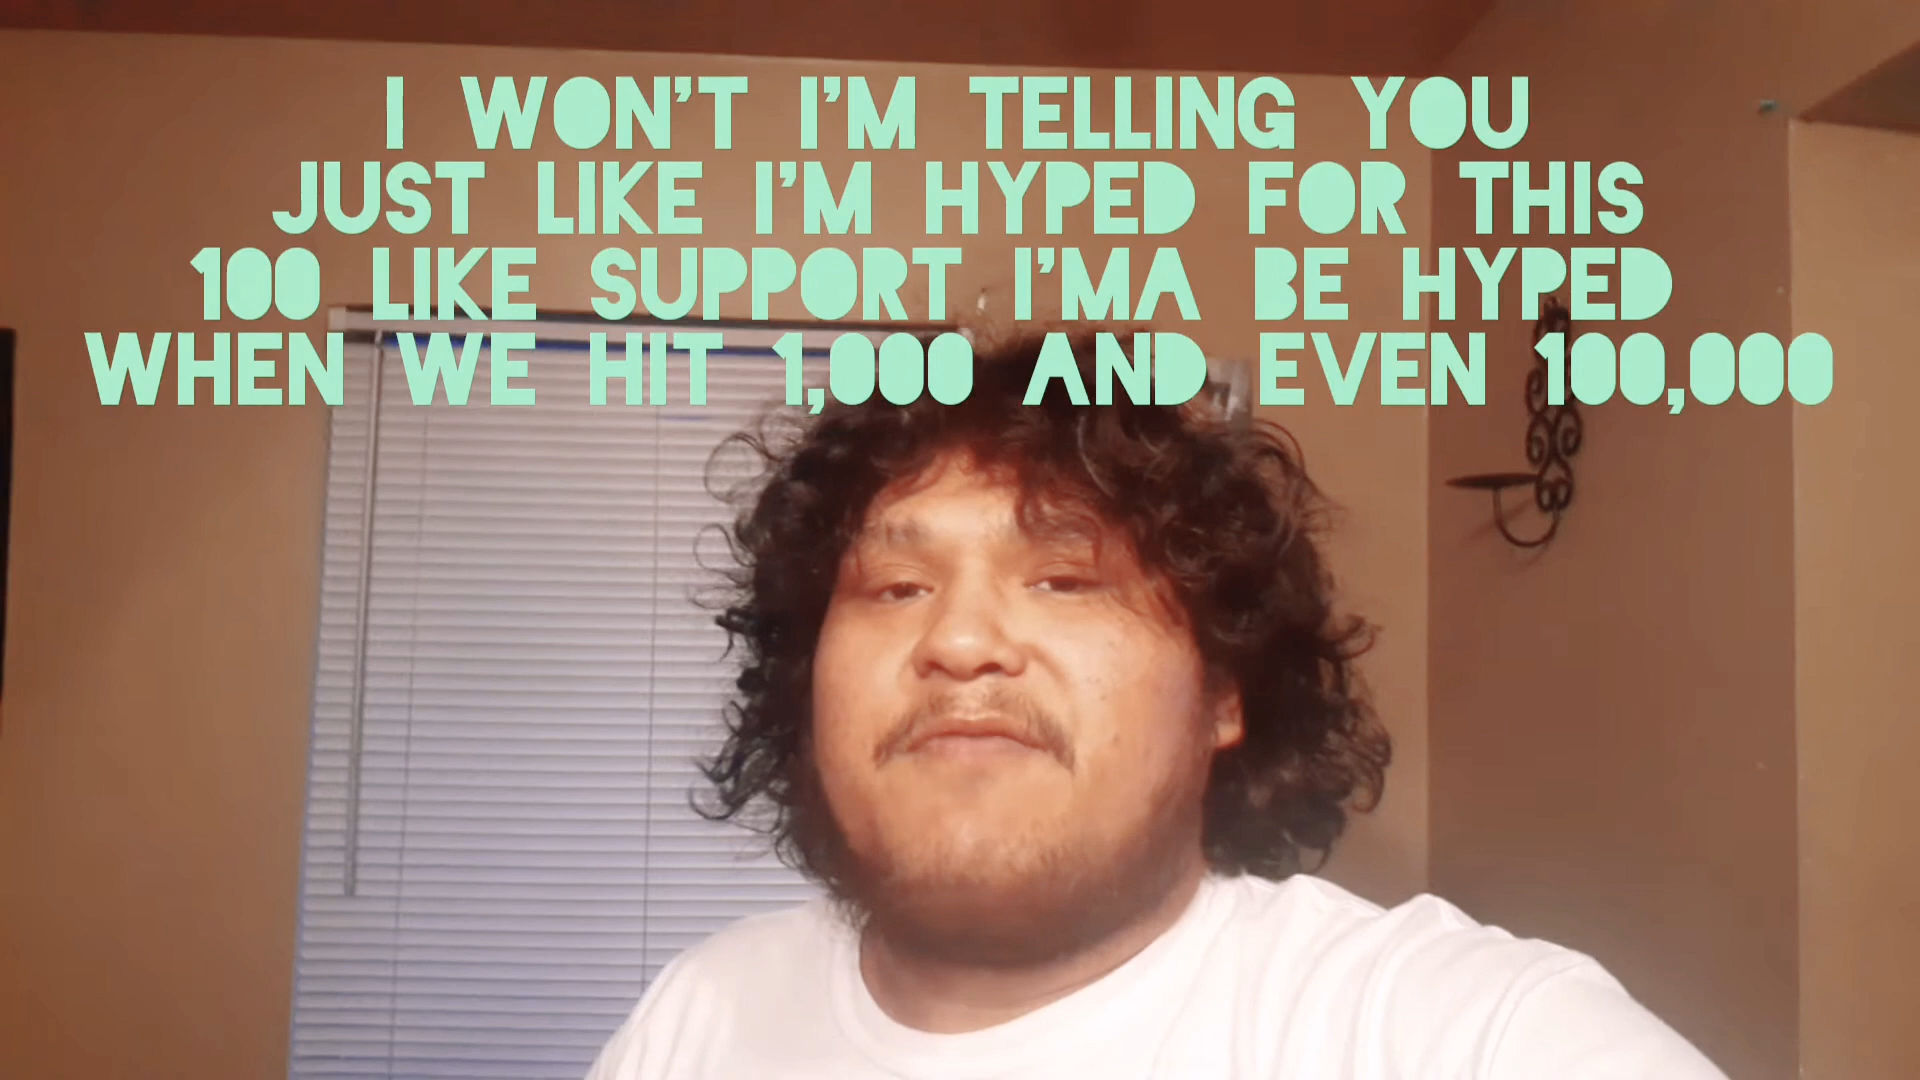 I WON'T I'M TELLING YOU
JUST LIKE I'M HYPED FOR THIS
100 LIKE SUPPORT I'MA BE HYPED
WHEN WE HIT 1,000 AND EVEN 100,000